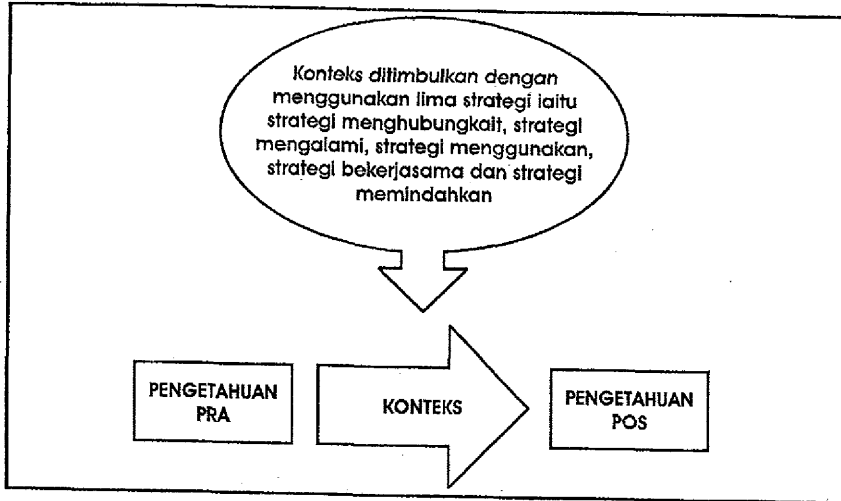 Konteks ditimbulkan dengan
menggunakan lima strategi iaitu
strategi menghubungkait, strategi
mengalami, strategi menggunakan,
strategi bekerjasama dan strategi
memindahkan
PENGETAHUAN
PRA
KONTEKS
PENGETAHUAN
POS